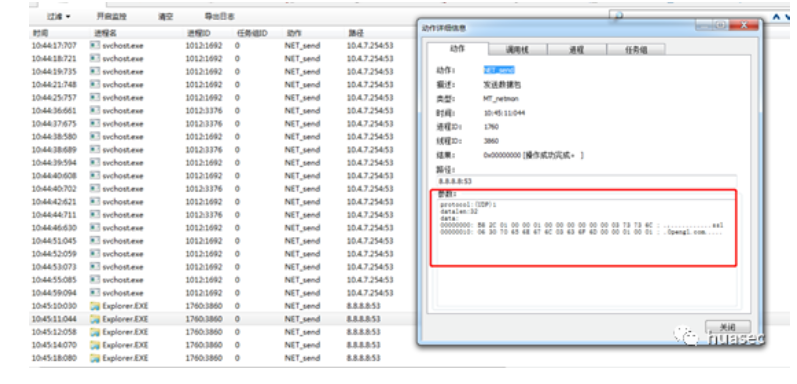 过滤 开启监控 清空 导出日志
时间 进程名 进程ID 任务组ID 动作 路径
10:44:17:707 svchost.exe 1012:1692 0 NET_send 10.4.7.254:53
10:44:18:721 svchost.exe 1012:1692 0 NET_send 10.4.7.254:53
10:44:19:735 svchost.exe 1012:1692 0 NET_send 10.4.7.254:53
10:44:21:748 svchost.exe 1012:1692 0 NET_send 10.4.7.254:53
10:44:25:757 svchost.exe 1012:1692 0 NET_send 10.4.7.254:53
10:44:36:661 svchost.exe 1012:3376 0 NET_send 10.4.7.254:53
10:44:37:675 svchost.exe 1012:3376 0 NET_send 10.4.7.254:53
10:44:38:580 svchost.exe 1012:1692 0 NET_send 10.4.7.254:53
10:44:38:689 svchost.exe 1012:3376 0 NET_send 10.4.7.254:53
10:44:39:594 svchost.exe 1012:1692 0 NET_send 10.4.7.254:53
10:44:40:608 svchost.exe 1012:1692 0 NET_send 10.4.7.254:53
10:44:40:702 svchost.exe 1012:3376 0 NET_send 10.4.7.254:53
10:44:42:621 svchost.exe 1012:1692 0 NET_send 10.4.7.254:53
10:44:44:711 svchost.exe 1012:3376 0 NET_send 10.4.7.254:53
10:44:46:630 svchost.exe 1012:1692 0 NET_send 10.4.7.254:53
10:44:51:045 svchost.exe 1012:1692 0 NET_send 10.4.7.254:53
10:44:52:059 svchost.exe 1012:1692 0 NET_send 10.4.7.254:53
10:44:53:073 svchost.exe 1012:1692 0 NET_send 10.4.7.254:53
10:44:55:085 svchost.exe 1012:1692 0 NET_send 10.4.7.254:53
10:44:59:094 svchost.exe 1012:1692 0 NET_send 10.4.7.254:53
10:45:10:030 Explorer.EXE 1760:3860 0 NET_send 8.8.8.8:53
10:45:11:044 Explorer.EXE 1760:3860 0 NET_send 8.8.8.8:53
10:45:12:058 Explorer.EXE 1760:3860 0 NET_send 8.8.8.8:53
10:45:14:070 Explorer.EXE 1760:3860 0 NET_send 8.8.8.8:53
10:45:18:080 Explorer.EXE 1760:3860 0 NET_send 8.8.8.8:53
动作详细信息
动作 调用栈 进程 任务组
动作: NET_send
概述: 发送数据包
类型: MT_netmon
时间: 10:45:11:044
进程ID: 1760
线程ID: 3860
结果: 0x00000000 [操作成功完成。 ]
路径:
8.8.8.8:53
参数:
protocol:(UDP);
datalen:32
data:
00000000: 01 00 00 01 00 00 00 00 00 00 03 73 73 6C ; .............ssl
00000010: 06 30 70 65 6E 67 6C 03 63 6F 6D 00 00 01 00 01 ; .0pengl.com.....
关闭
huasec